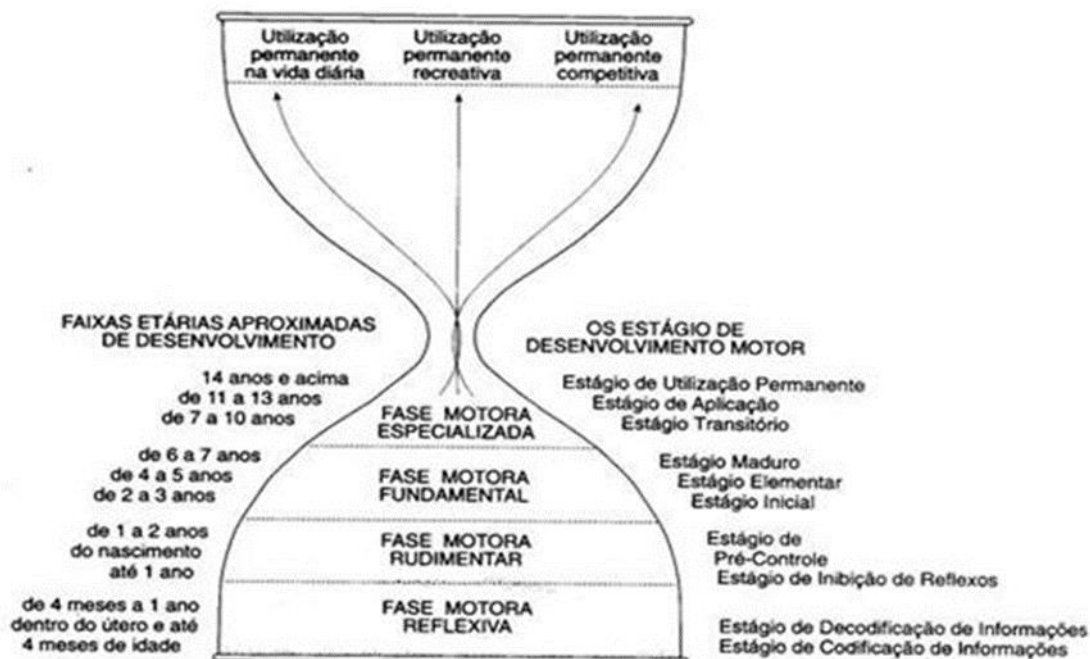 Utilização
permanente
na vida diária
Utilização
permanente
recreativa
Utilização
permanente
competitiva
FAIXAS ETÁRIAS APROXIMADAS
DE DESENVOLVIMENTO
OS ESTÁGIO DE
DESENVOLVIMENTO MOTOR
14 anos e acima
de 11 a 13 anos
de 7 a 10 anos
FASE MOTORA
ESPECIALIZADA
Estágio de Utilização Permanente
Estágio de Aplicação
Estágio Transitório
de 6 a 7 anos
de 4 a 5 anos
de 2 a 3 anos
FASE MOTORA
FUNDAMENTAL
Estágio Maduro
Estágio Elementar
Estágio Inicial
de 1 a 2 anos
do nascimento
até 1 ano
FASE MOTORA
RUDIMENTAR
Estágio de
Pré-Controle
Estágio de Inibição de Reflexos
de 4 meses a 1 ano
dentro do útero e até
4 meses de idade
FASE MOTORA
REFLEXIVA
Estágio de Decodificação de Informações
Estágio de Codificação de Informações